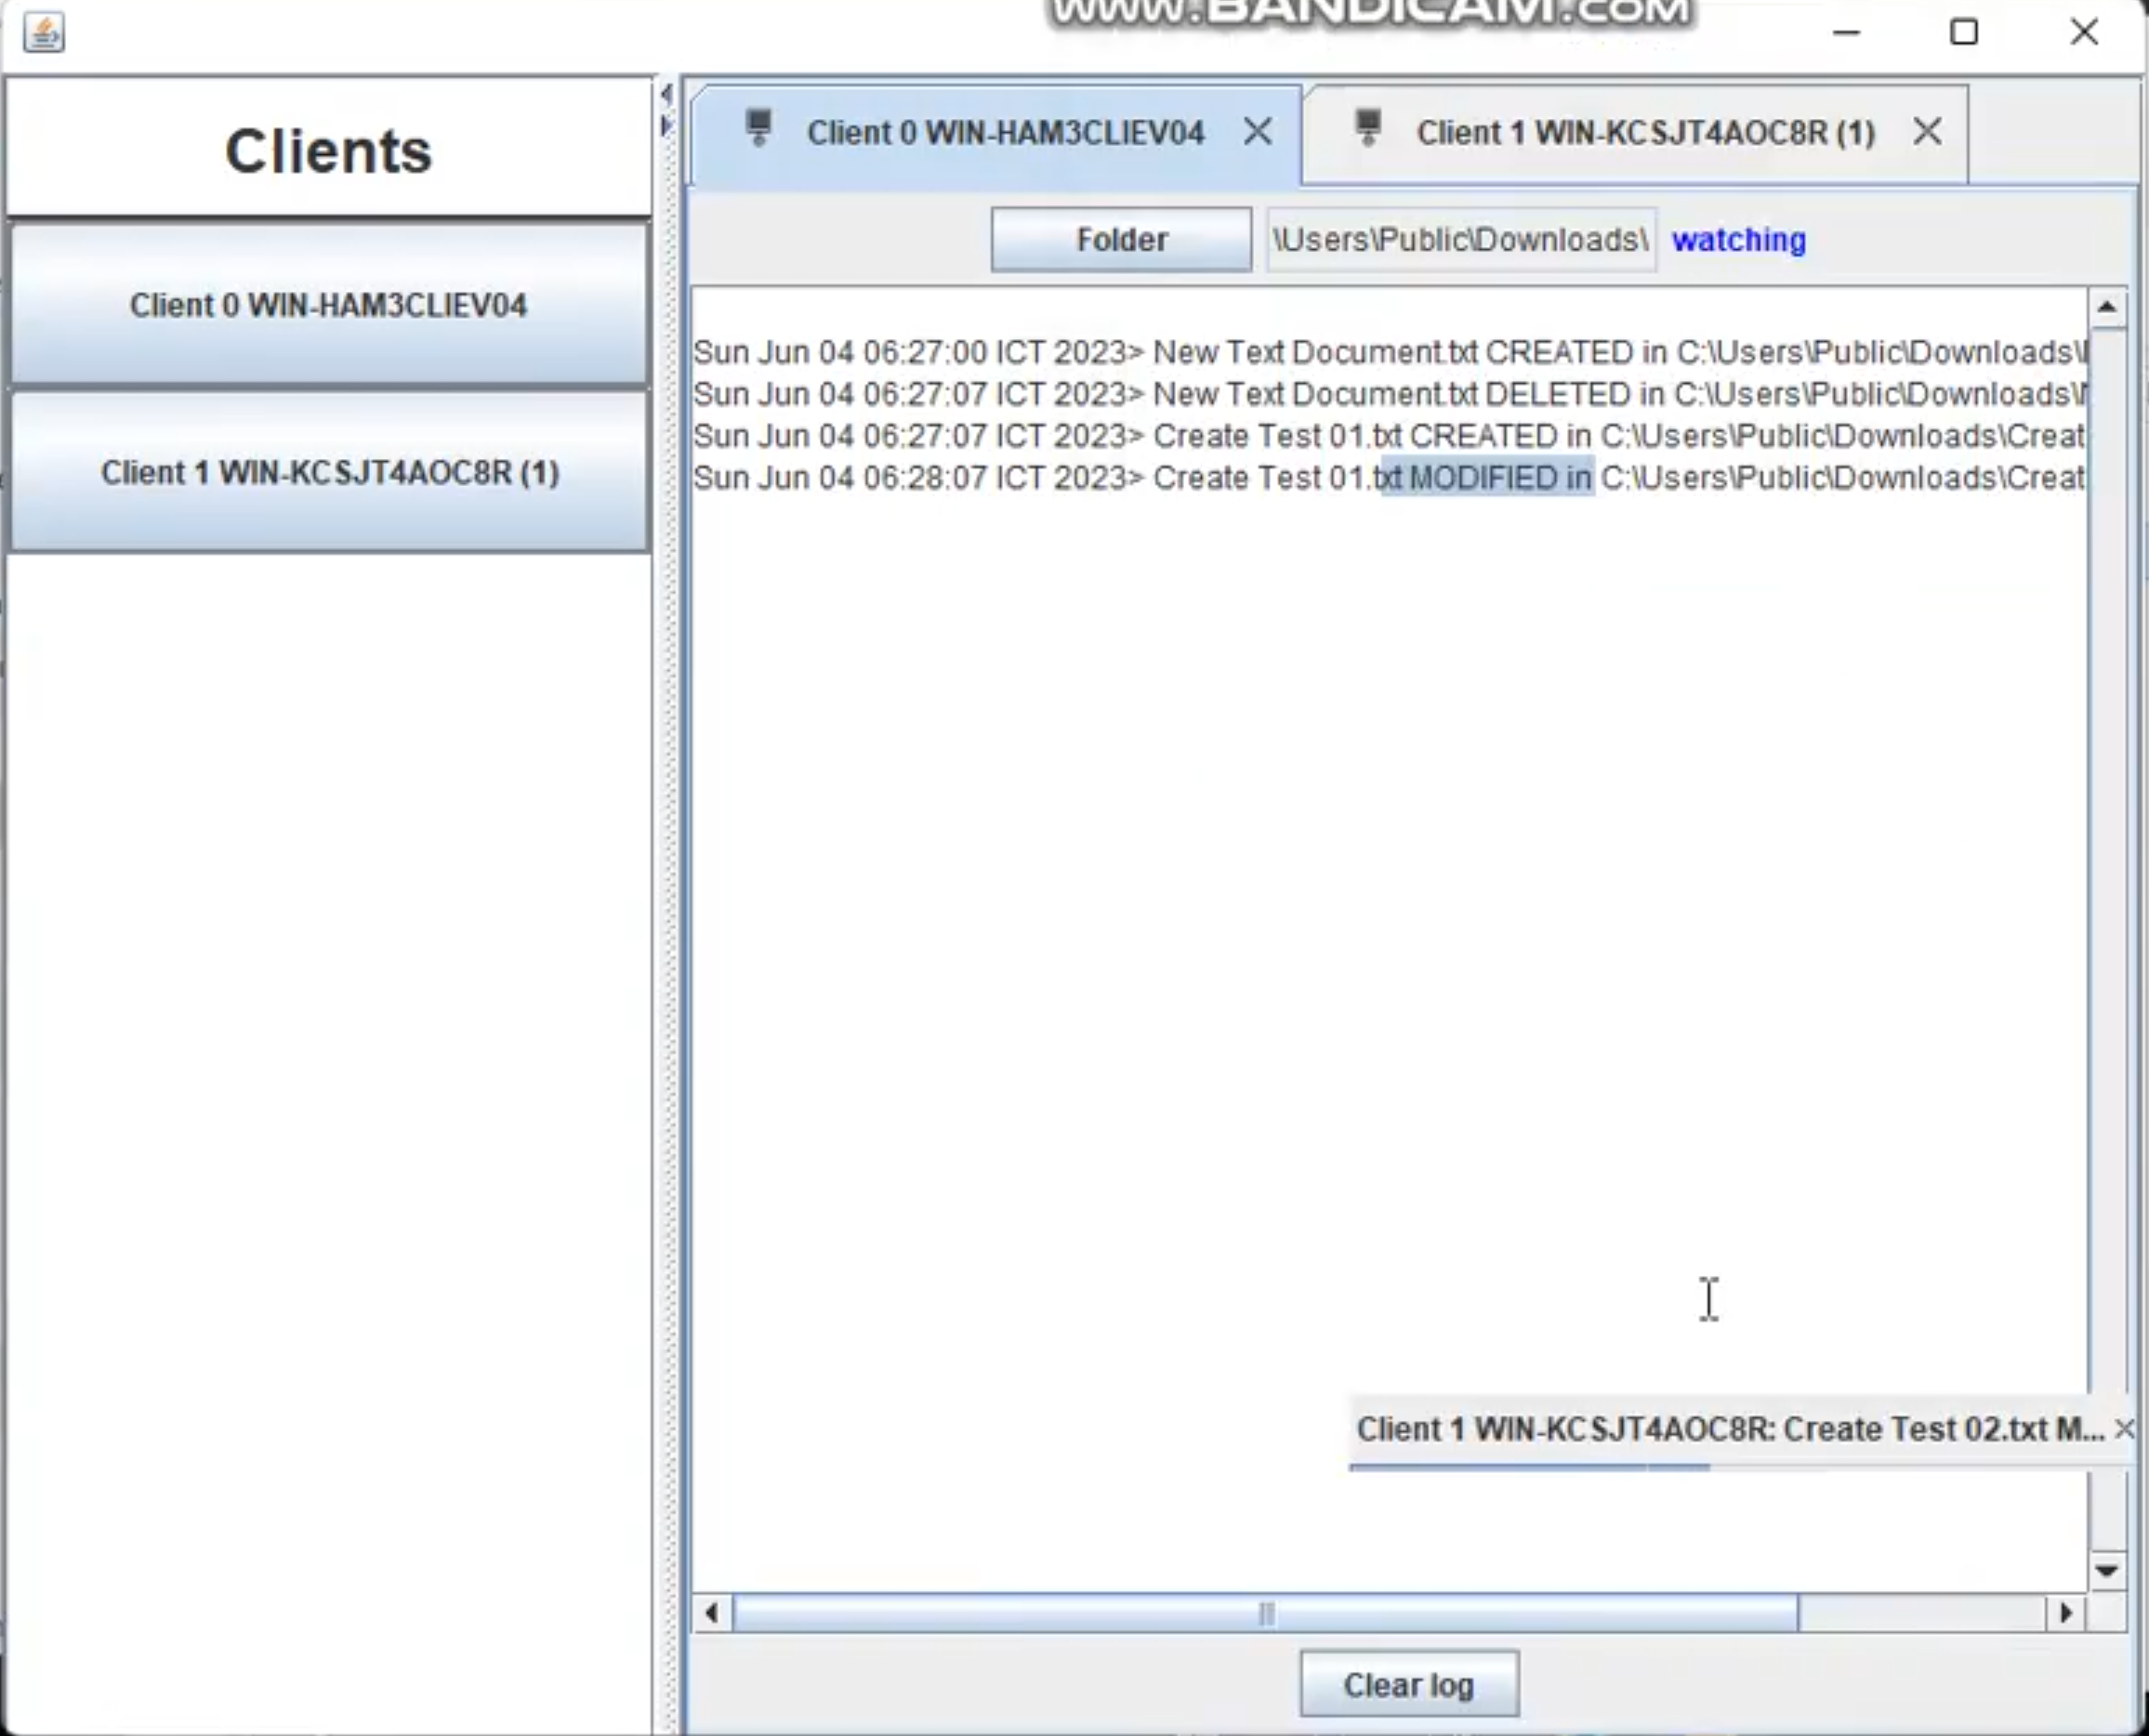 WWW.BANDICAM.COM
Clients
Client 0 WIN-HAM3CLIEV04
Client 1 WIN-KCSJT4AOC8R (1)
Client 0 WIN-HAM3CLIEV04
Client 1 WIN-KCSJT4AOC8R (1)
Folder \Users\Public\Downloads\ watching
Sun Jun 04 06:27:00 ICT 2023> New Text Document.txt CREATED in C:\Users\Public\Downloads\
Sun Jun 04 06:27:07 ICT 2023> New Text Document.txt DELETED in C:\Users\Public\Downloads\
Sun Jun 04 06:27:07 ICT 2023> Create Test 01.txt CREATED in C:\Users\Public\Downloads\Creat
Sun Jun 04 06:28:07 ICT 2023> Create Test 01.txt MODIFIED in C:\Users\Public\Downloads\Creat
Client 1 WIN-KCSJT4AOC8R: Create Test 02.txt M...
Clear log